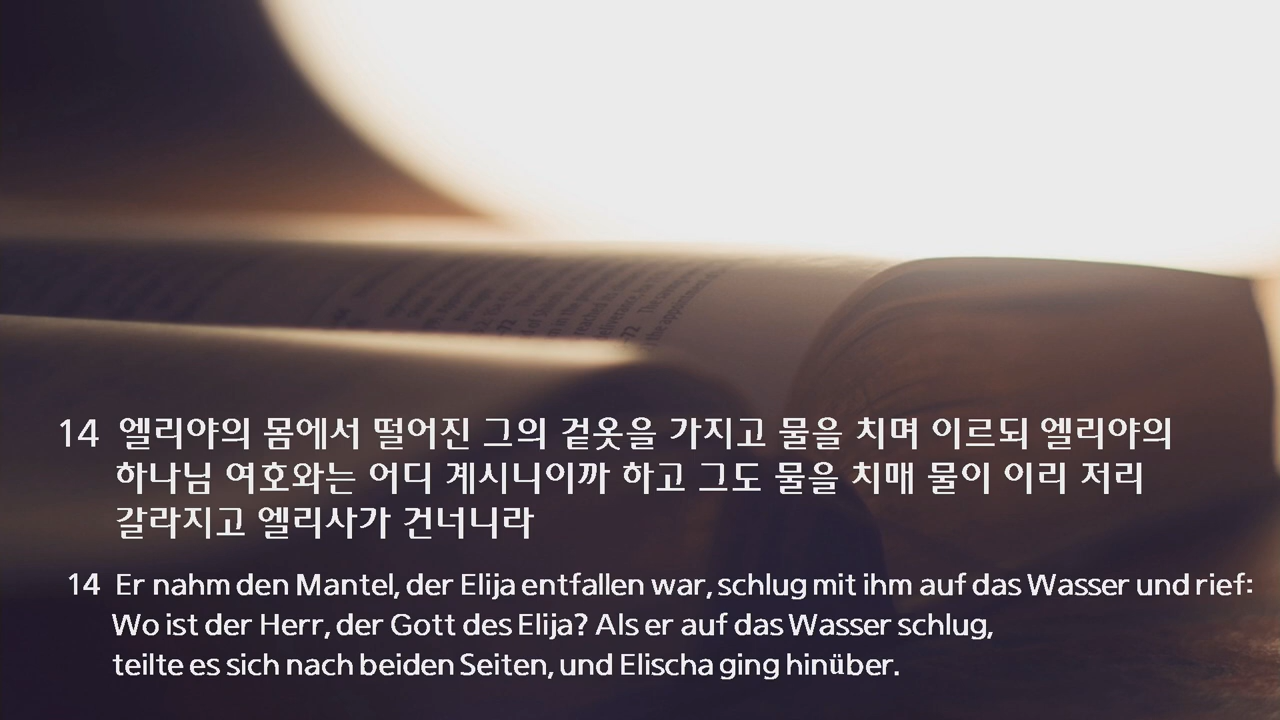 14 엘리야의 몸에서 떨어진 그의 겉옷을 가지고 물을 치며 이르되 엘리야의
하나님 여호와는 어디 계시니이까 하고 그도 물을 치매 물이 이리 저리
갈라지고 엘리사가 건너니라
14 Er nahm den Mantel, der Elija entfallen war, schlug mit ihm auf das Wasser und rief:
Wo ist der Herr, der Gott des Elija? Als er auf das Wasser schlug,
teilte es sich nach beiden Seiten, und Elischa ging hinüber.